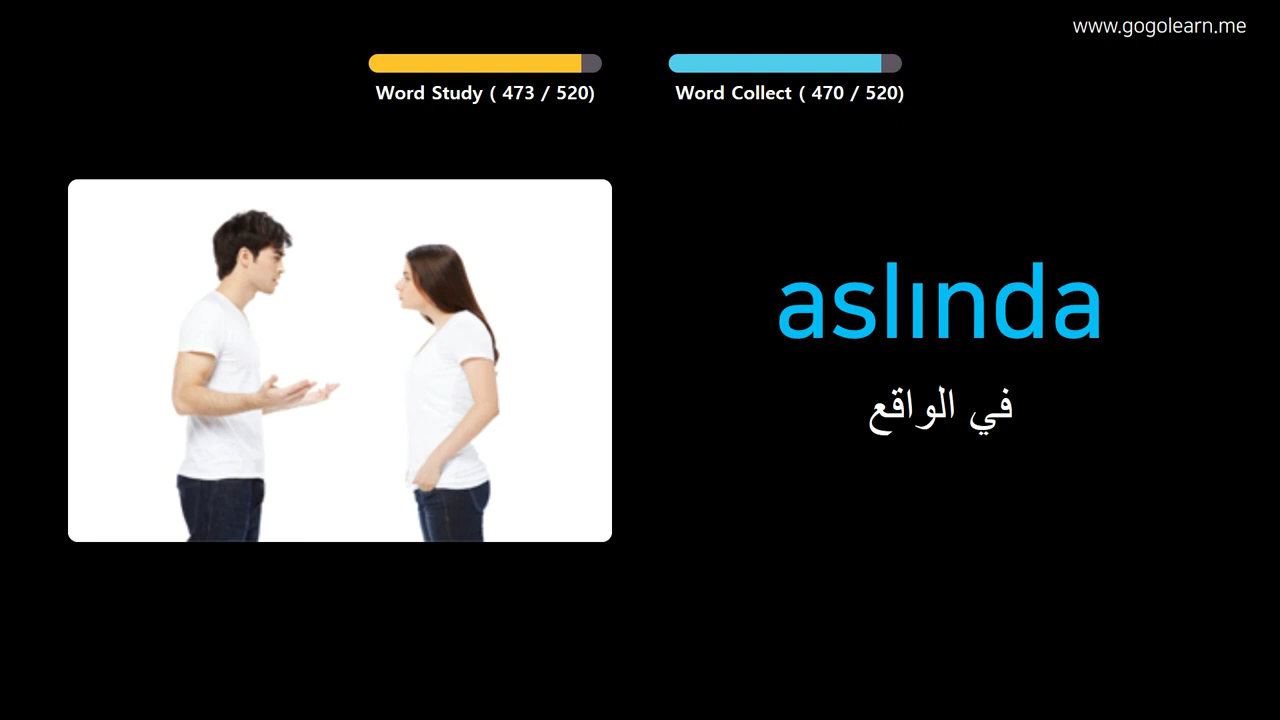 www.gogolearn.me
Word Study ( 473 / 520)
Word Collect ( 470 / 520)
aslında
في الواقع